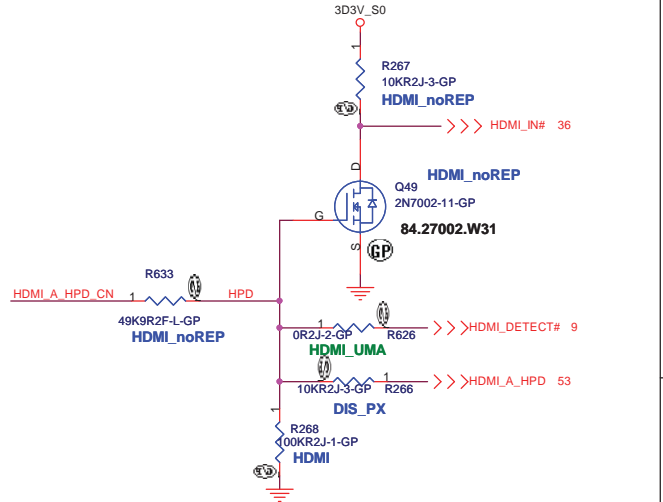 3D3V_S0
1
R267
10KR2J-3-GP
HDMI_noREP
HDMI_IN# 36
D
HDMI_noREP
Q49
2N7002-11-GP
G
84.27002.W31
S
GP
R633
HDMI_A_HPD_CN
1
HPD
49K9R2F-L-GP
HDMI_noREP
1
HDMI_DETECT# 9
0R2J-2-GP
R626
HDMI_UMA
1
HDMI_A_HPD 53
10KR2J-3-GP
R266
DIS_PX
1
R268
100KR2J-1-GP
HDMI